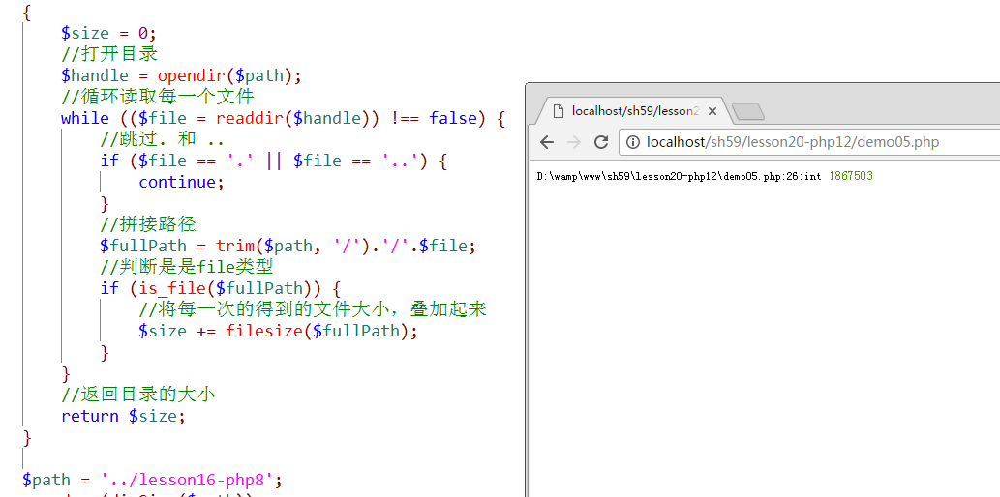 {
$size = 0;
//打开目录
$handle = opendir($path);
//循环读取每一个文件
while (($file = readdir($handle)) !== false) {
//跳过. 和 ..
if ($file == '.' || $file == '..') {
continue;
}
//拼接路径
$fullPath = trim($path, '/').'/'.$file;
//判断是是file类型
if (is_file($fullPath)) {
//将每一次的得到的文件大小，叠加起来
$size += filesize($fullPath);
}
}
//返回目录的大小
return $size;
}
$path = '../lesson16-php8';
localhost/sh59/lesson2
localhost/sh59/lesson20-php12/demo05.php
D:\wamp\www\sh59\lesson20-php12\demo05.php:26:int 1867503